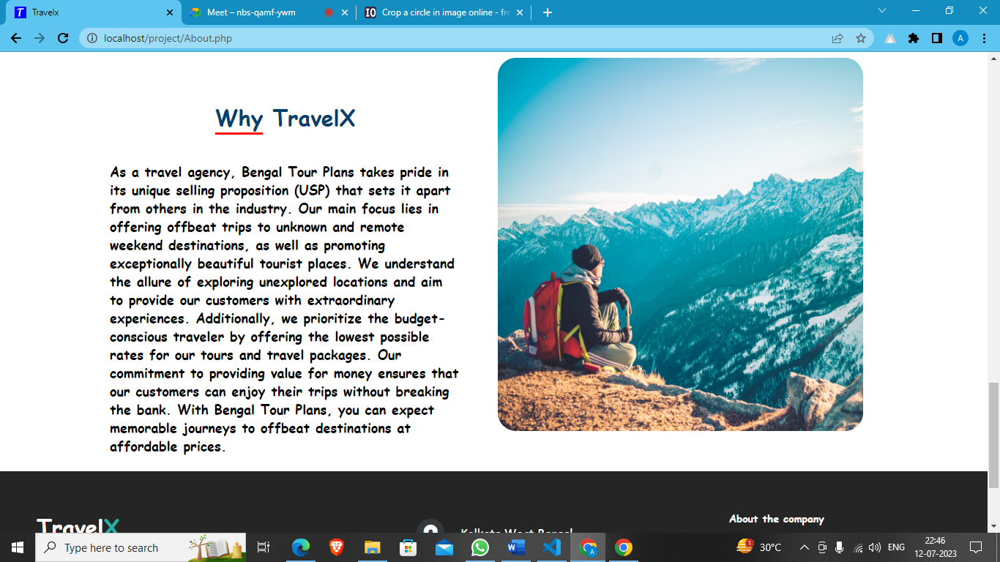 Travelx
Meet – nbs-qamf-ywm
Crop a circle in image online - fre
localhost/project/About.php
A
Why TravelX
As a travel agency, Bengal Tour Plans takes pride in
its unique selling proposition (USP) that sets it apart
from others in the industry. Our main focus lies in
offering offbeat trips to unknown and remote
weekend destinations, as well as promoting
exceptionally beautiful tourist places. We understand
the allure of exploring unexplored locations and aim
to provide our customers with extraordinary
experiences. Additionally, we prioritize the budget-
conscious traveler by offering the lowest possible
rates for our tours and travel packages. Our
commitment to providing value for money ensures that
our customers can enjoy their trips without breaking
the bank. With Bengal Tour Plans, you can expect
memorable journeys to offbeat destinations at
affordable prices.
TravelX
Kolkata West Bengal
About the company
Type here to search
1
30°C
ENG
22:46
12-07-2023